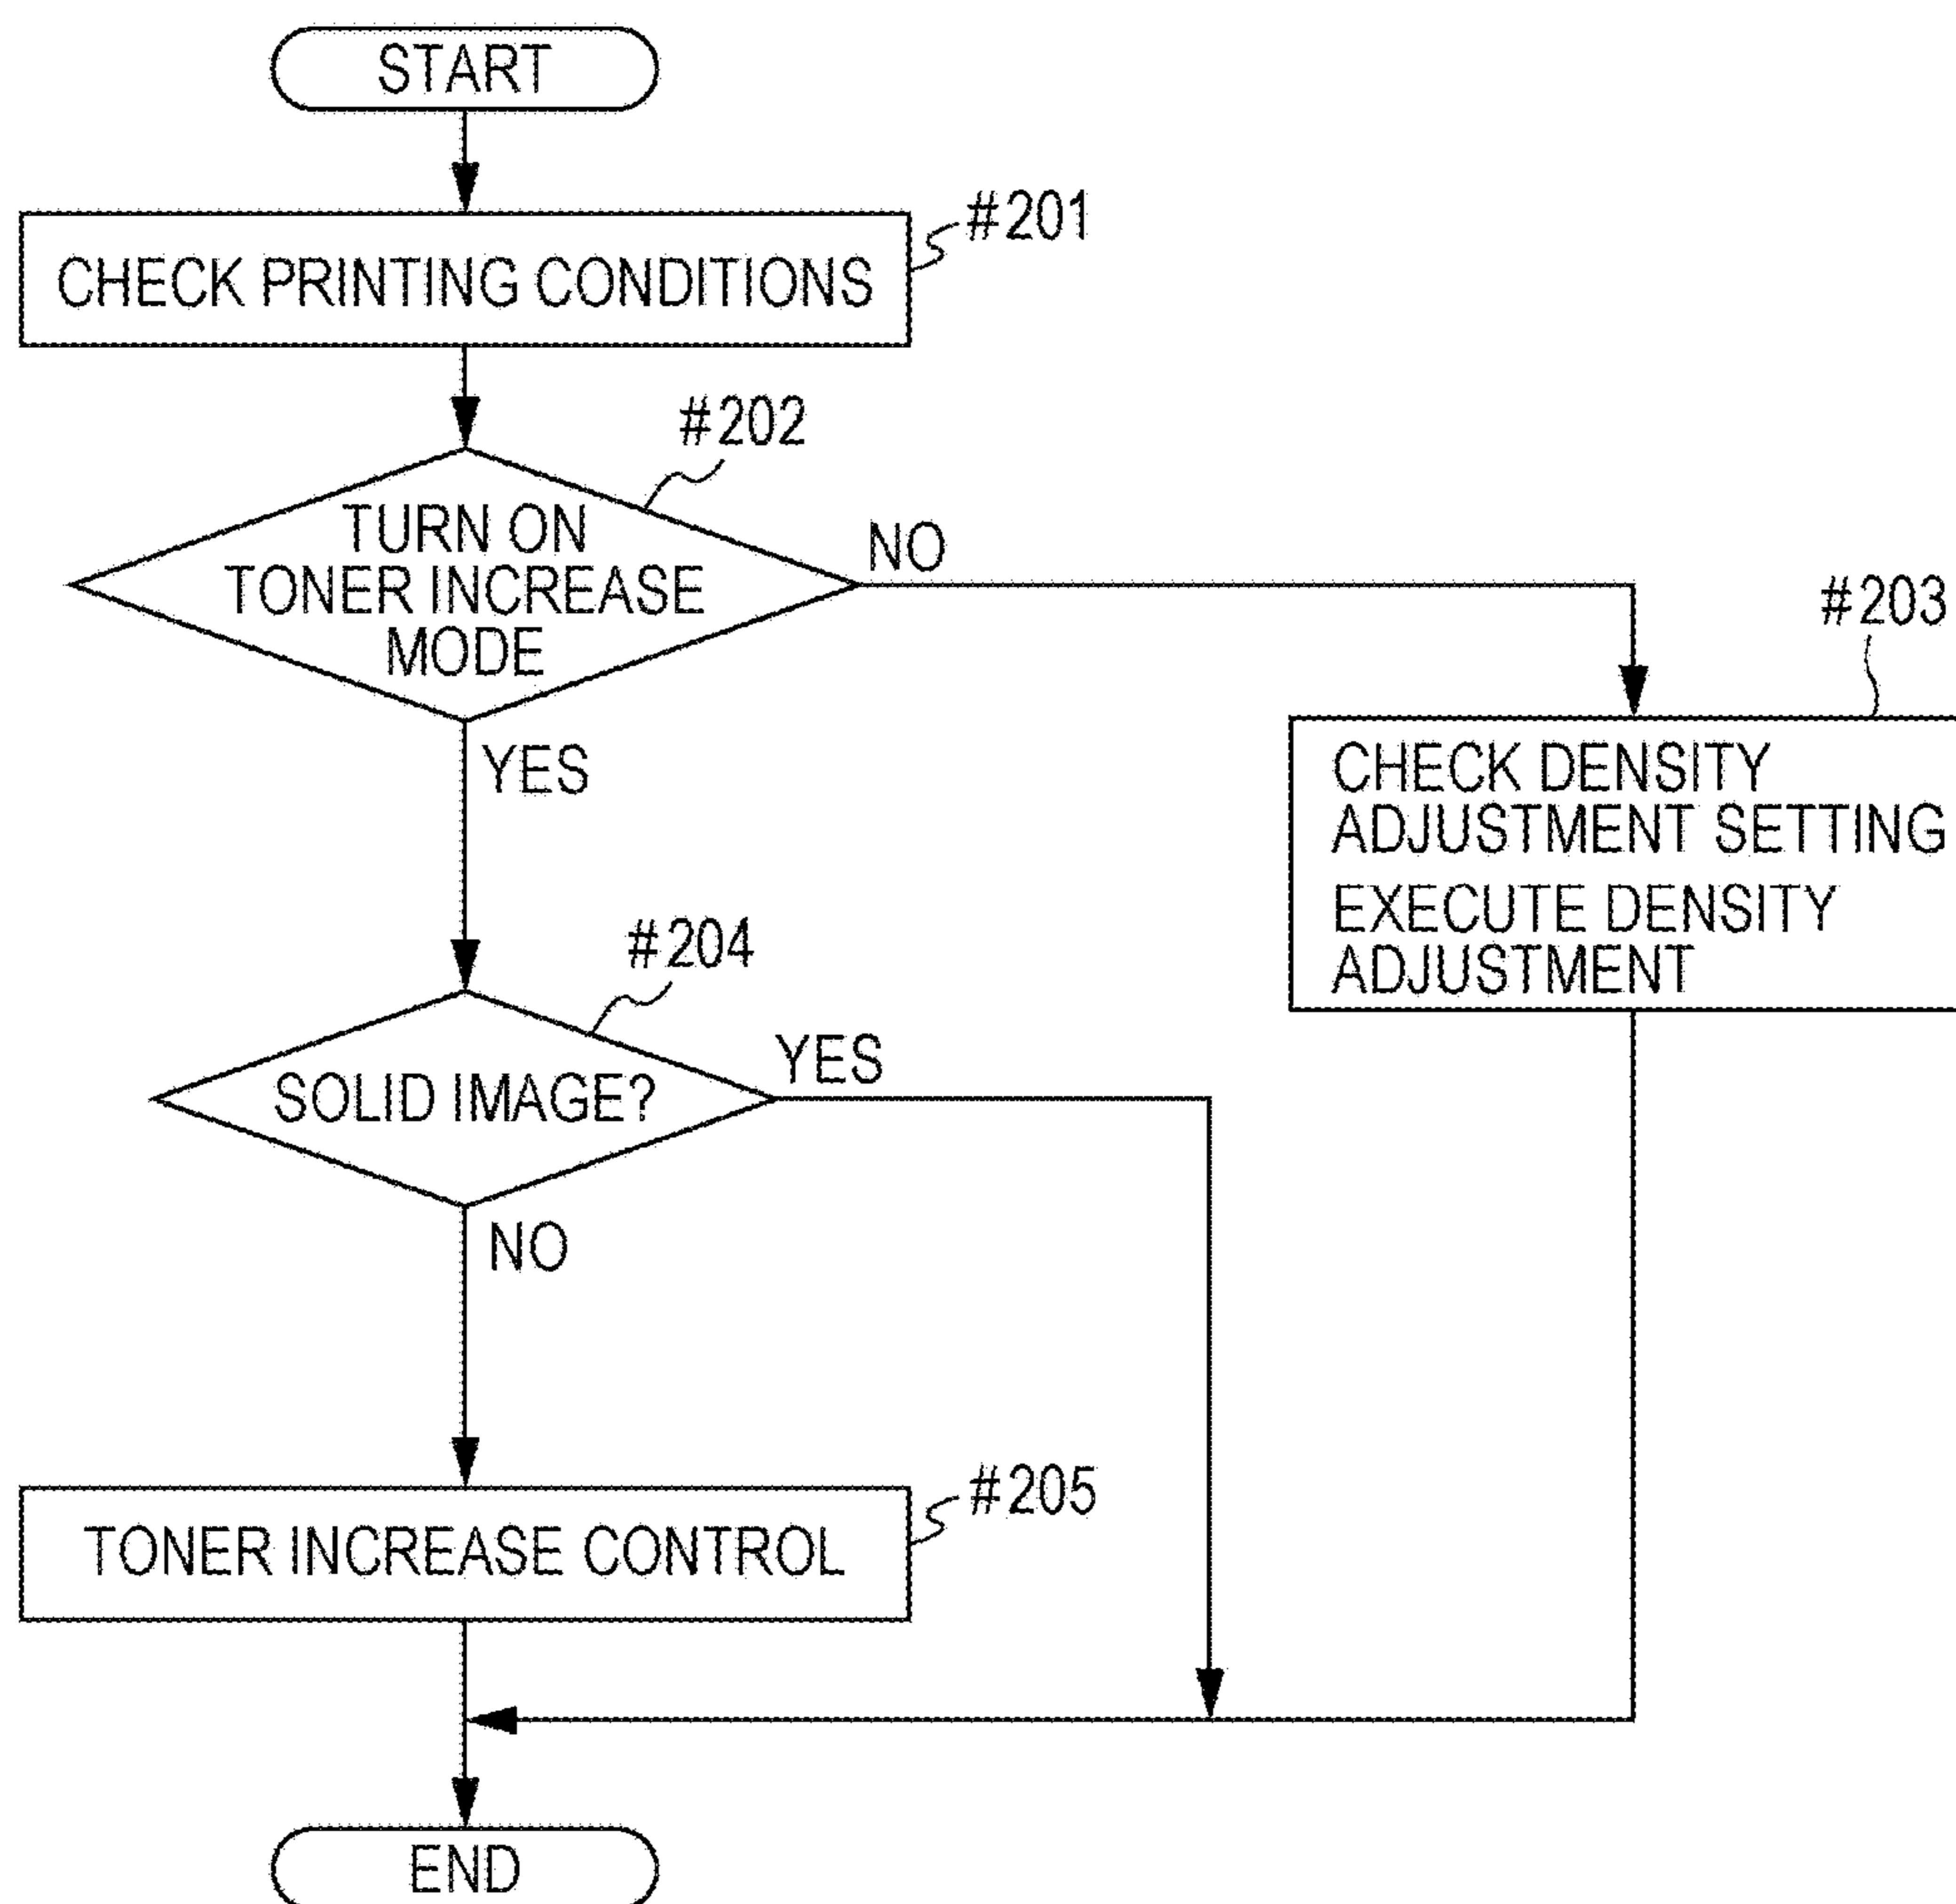 START
#201
CHECK PRINTING CONDITIONS
#202
TURN ON
TONER INCREASE
MODE
NO
YES
#203
CHECK DENSITY
ADJUSTMENT SETTING
EXECUTE DENSITY
ADJUSTMENT
#204
SOLID IMAGE?
YES
NO
#205
TONER INCREASE CONTROL
END